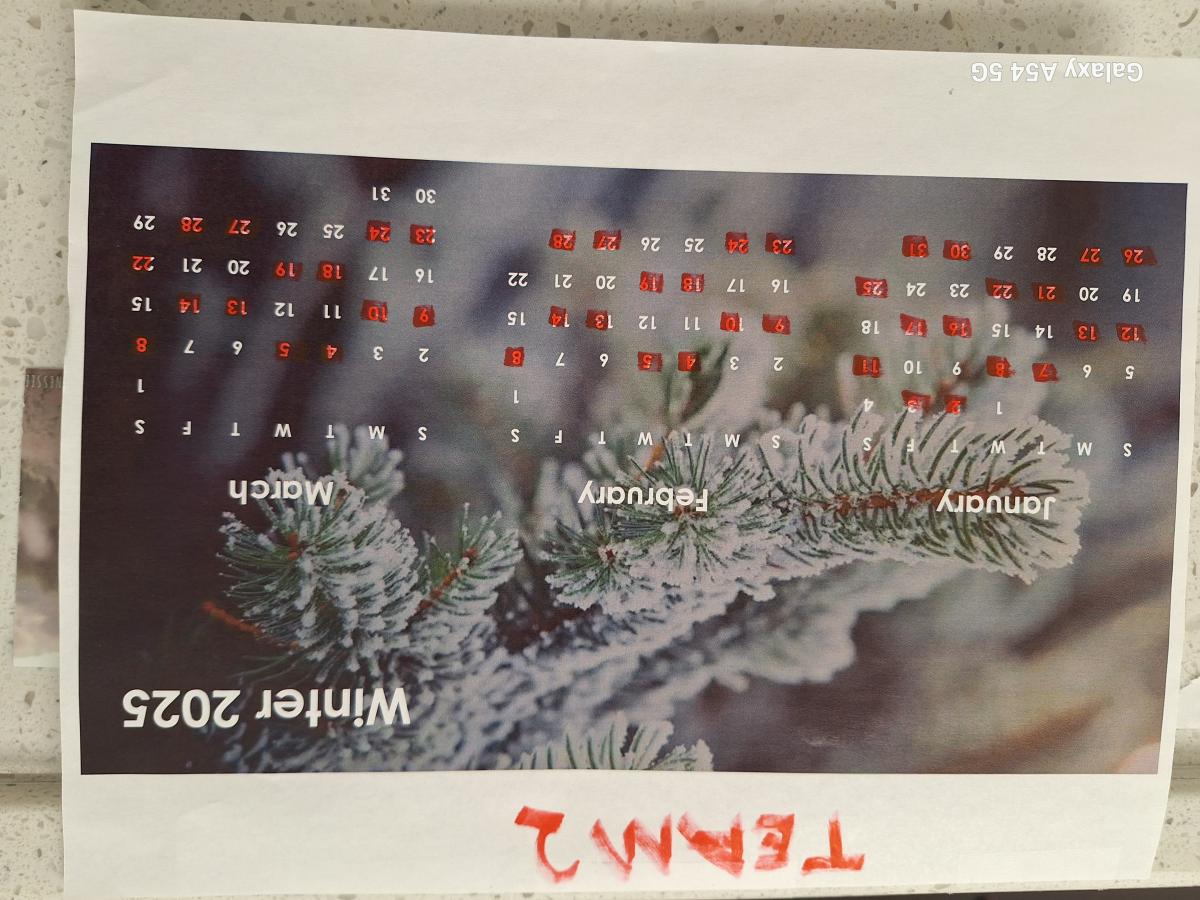 TEAM 2
Winter 2025
January
S M T W T F S
1 2 3 4
5 6 7 8 9 10 11
12 13 14 15 16 17 18
19 20 21 22 23 24 25
26 27 28 29 30 31
February
S M T W T F S
1
2 3 4 5 6 7 8
9 10 11 12 13 14 15
16 17 18 19 20 21 22
23 24 25 26 27 28
March
S M T W T F S
1
2 3 4 5 6 7 8
9 10 11 12 13 14 15
16 17 18 19 20 21 22
23 24 25 26 27 28 29
30 31
Galaxy A54 5G